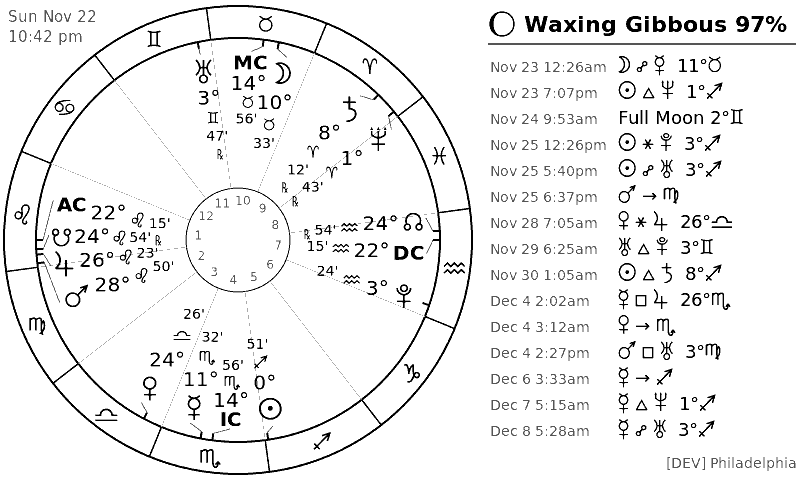 Sun Nov 22
10:42 pm
Waxing Gibbous 97%
Nov 23 12:26am ☽ ☍ ☿ 11°♉
Nov 23 7:07pm ☉ △ ♆ 1°♐
Nov 24 9:53am Full Moon 2°♊
Nov 25 12:26pm ☉ ⚹ ♇ 3°♐
Nov 25 5:40pm ☉ ☍ ♅ 3°♐
Nov 25 6:37pm ♂ → ♍
Nov 28 7:05am ♀ ⚹ ♃ 26°♎
Nov 29 6:25am ♅ △ ♇ 3°♊
Nov 30 1:05am ☉ △ ♄ 8°♐
Dec 4 2:02am ☿ □ ♃ 26°♏
Dec 4 3:12am ♀ → ♏
Dec 4 2:27pm ♂ □ ♅ 3°♍
Dec 6 3:33am ☿ → ♐
Dec 7 5:15am ☿ △ ♆ 1°♐
Dec 8 5:28am ☿ ☍ ♅ 3°♐
[DEV] Philadelphia
♊ ♉ ♈ ♓ ♒ ♑ ♐ ♏ ♎ ♍ ♌ ♋
♅ 3° ♊ 47' ℞
MC 14° ♉ 56'
☽ 10° ♉ 33'
♄ 8° ♈ 12' ℞
♆ 1° ♈ 43' ℞
☊ 24° ♒ 54' ℞
DC 22° ♒ 15'
♇ 3° ♒ 24'
☉ 0° ♐ 51'
IC 14° ♏ 56'
☿ 11° ♏ 32'
♀ 24° ♎ 26'
♂ 28° ♌ 50'
♃ 26° ♌ 23'
☋ 24° ♌ 54' ℞
AC 22° ♌ 15'
1 2 3 4 5 6 7 8 9 10 11 12